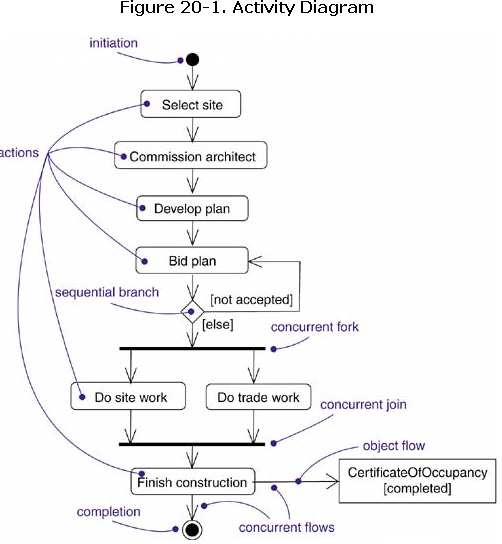 Figure 20-1. Activity Diagram
initiation
Select site
actions
Commission architect
Develop plan
Bid plan
sequential branch
[not accepted]
[else]
concurrent fork
Do site work
Do trade work
concurrent join
object flow
Finish construction
CertificateOfOccupancy
[completed]
completion
concurrent flows